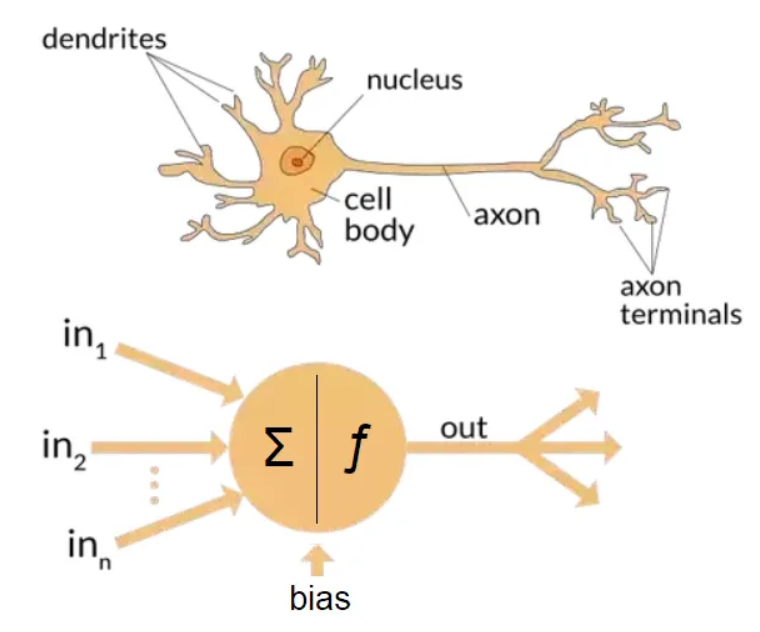 dendrites
nucleus
cell
body
axon
axon
terminals
in1
in2
inn
Σ
f
out
bias